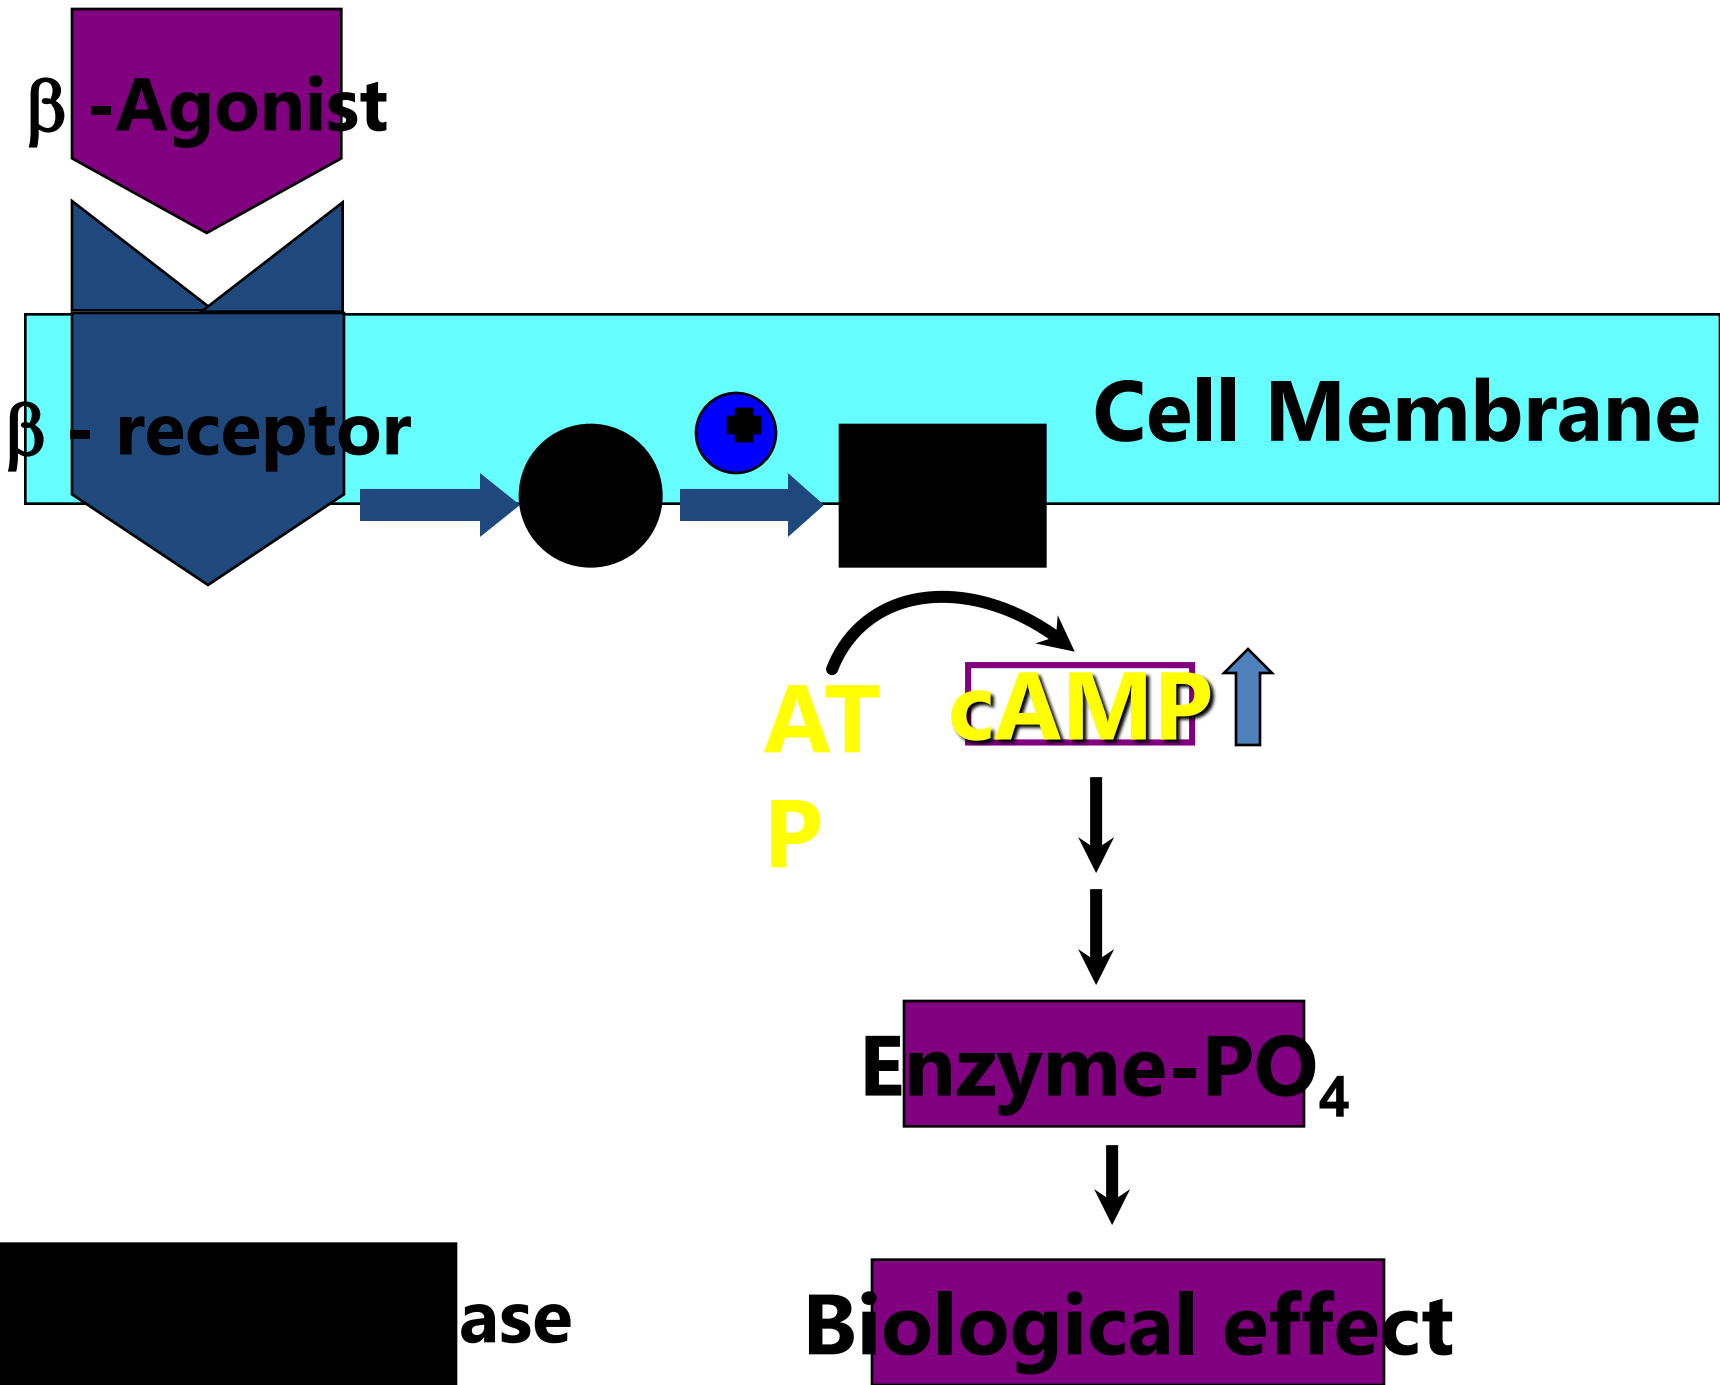 β -Agonist
Cell Membrane
β - receptor
cAMP
AT
P
Enzyme-PO₄
ase
Biological effect